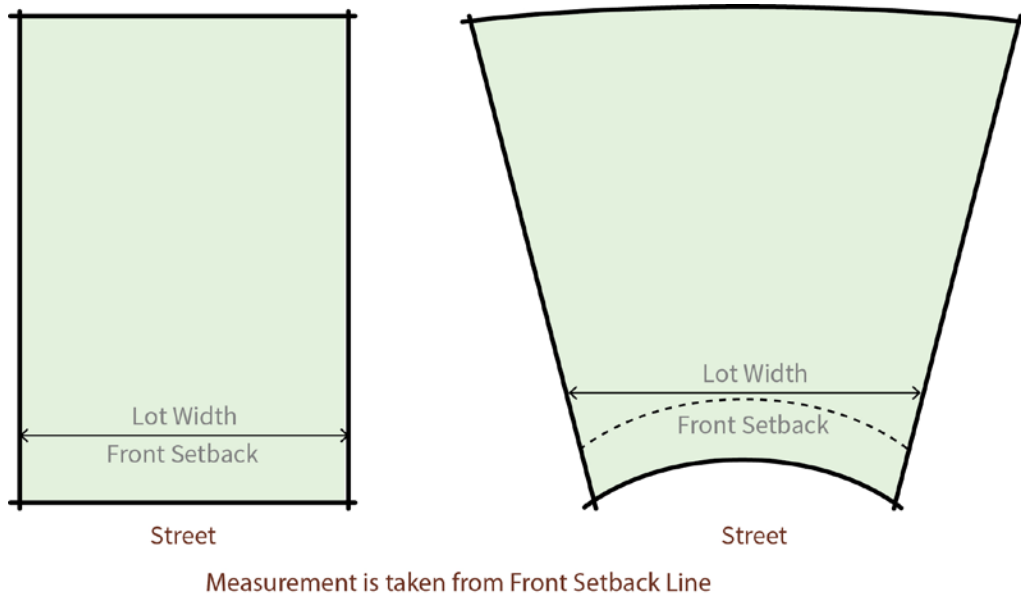 Lot Width
Front Setback
Street
Lot Width
Front Setback
Street
Measurement is taken from Front Setback Line